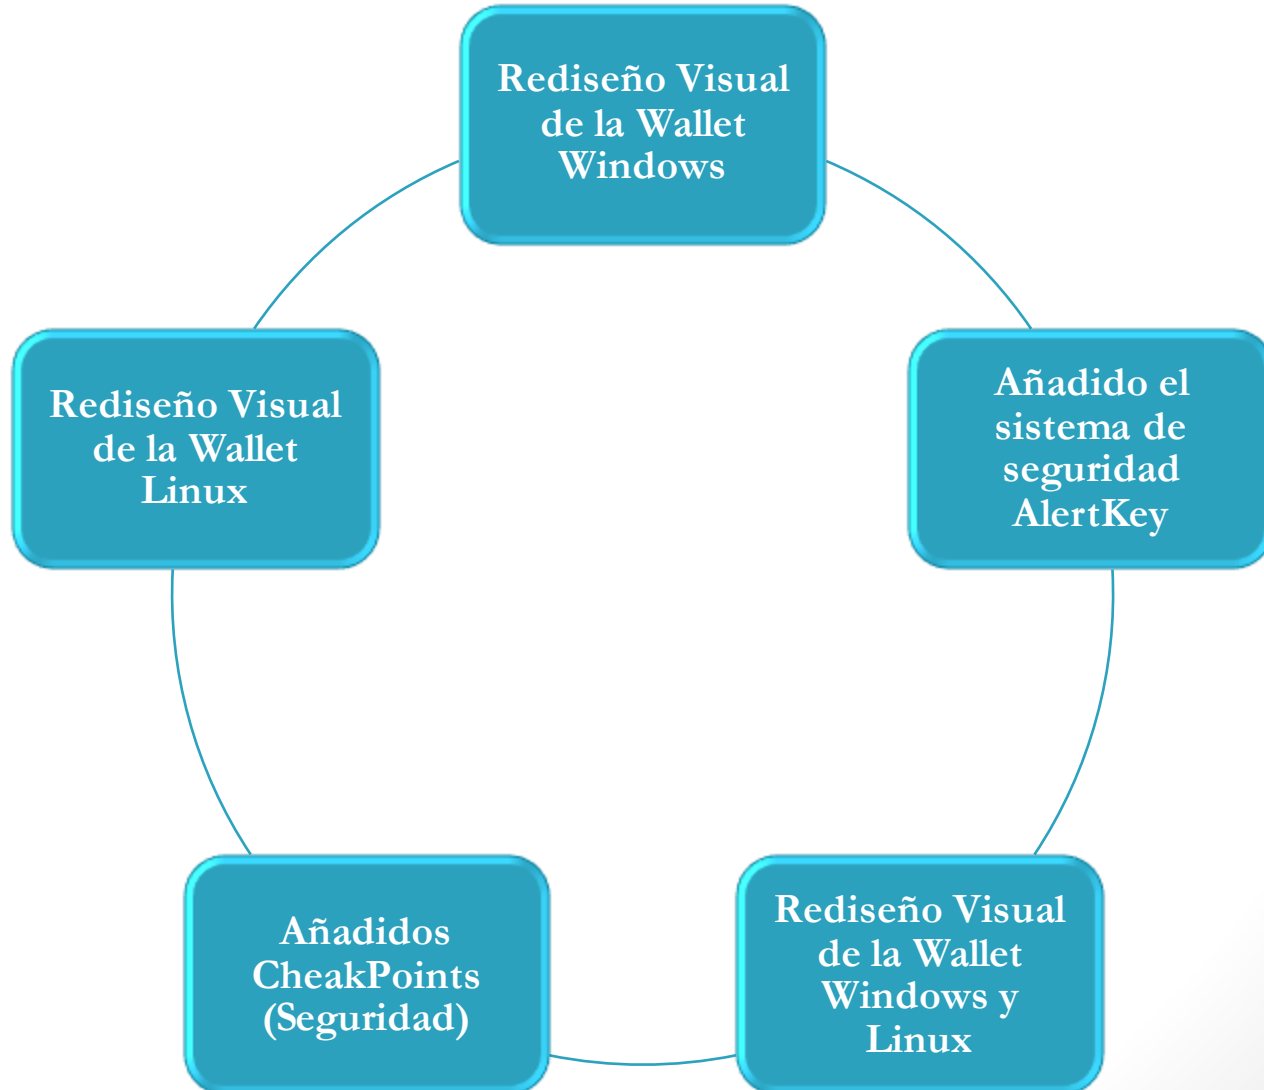 Rediseño Visual
de la Wallet
Windows
Añadido el
sistema de
seguridad
AlertKey
Rediseño Visual
de la Wallet
Windows y
Linux
Añadidos
CheakPoints
(Seguridad)
Rediseño Visual
de la Wallet
Linux